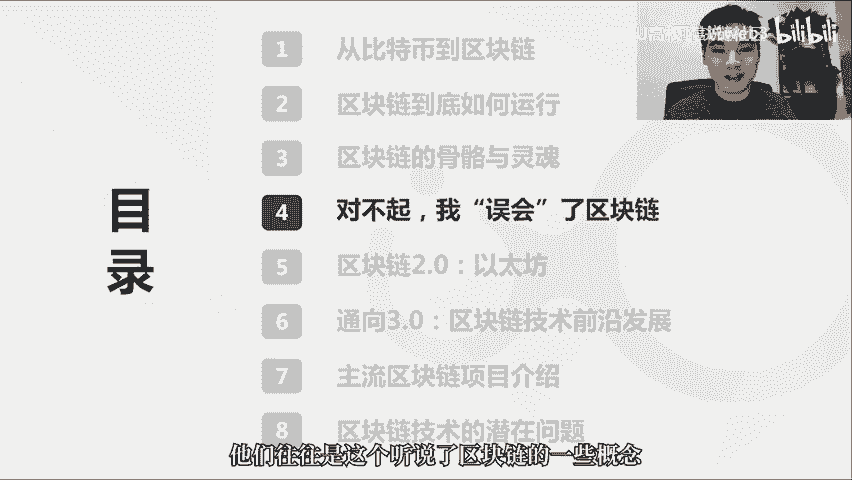 目录
1 从比特币到区块链
2 区块链到底如何运行
3 区块链的骨骼与灵魂
4 对不起，我“误会”了区块链
5 区块链2.0：以太坊
6 通向3.0：区块链技术前沿发展
7 主流区块链项目介绍
8 区块链技术的潜在问题
他们往往是这个听说了区块链的一些概念
bilibili